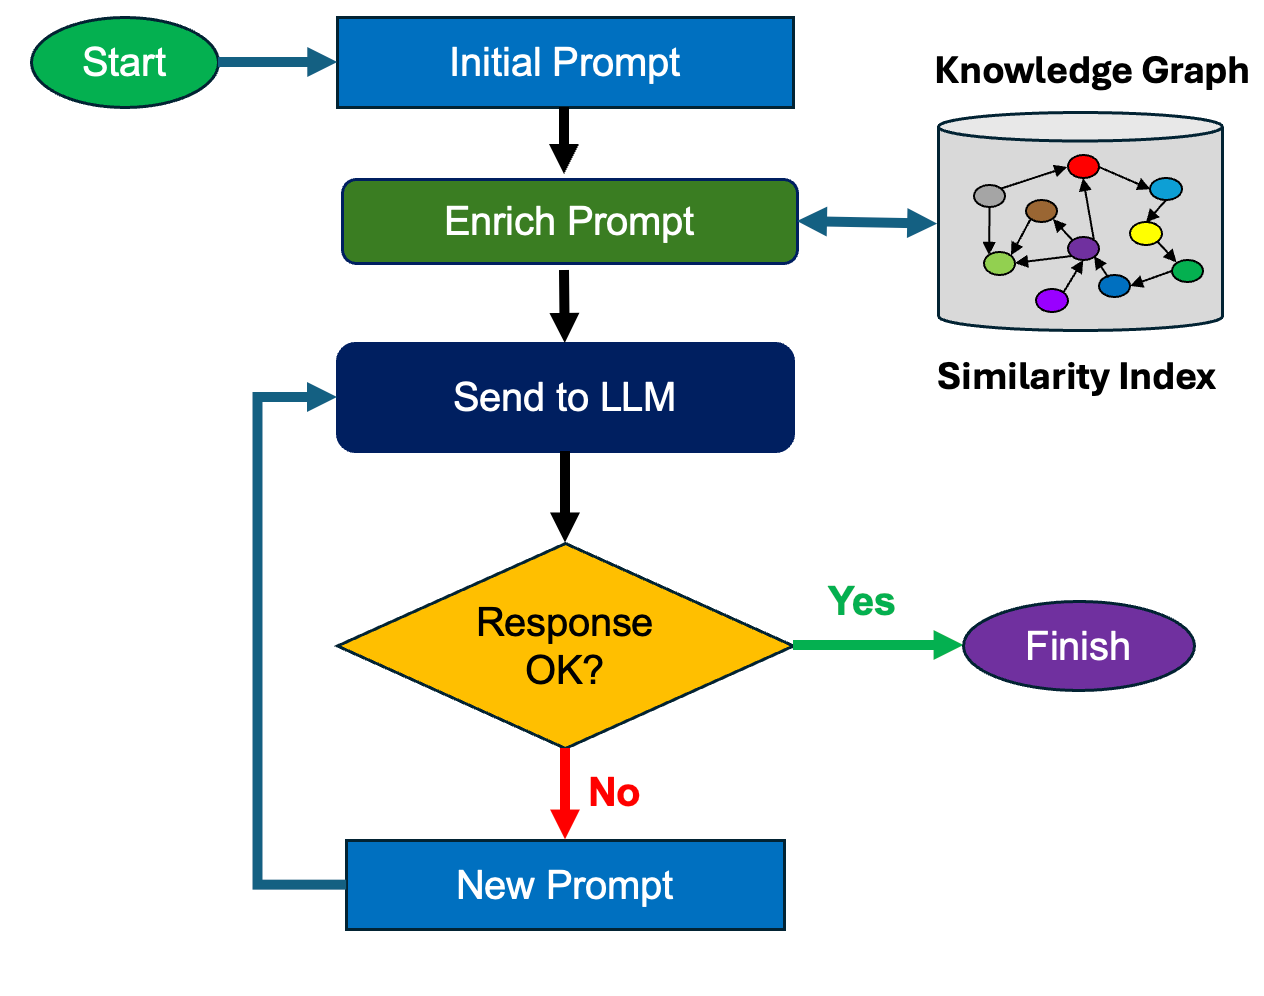 Start
Initial Prompt
Knowledge Graph
Enrich Prompt
Similarity Index
Send to LLM
Response
OK?
Yes
Finish
No
New Prompt